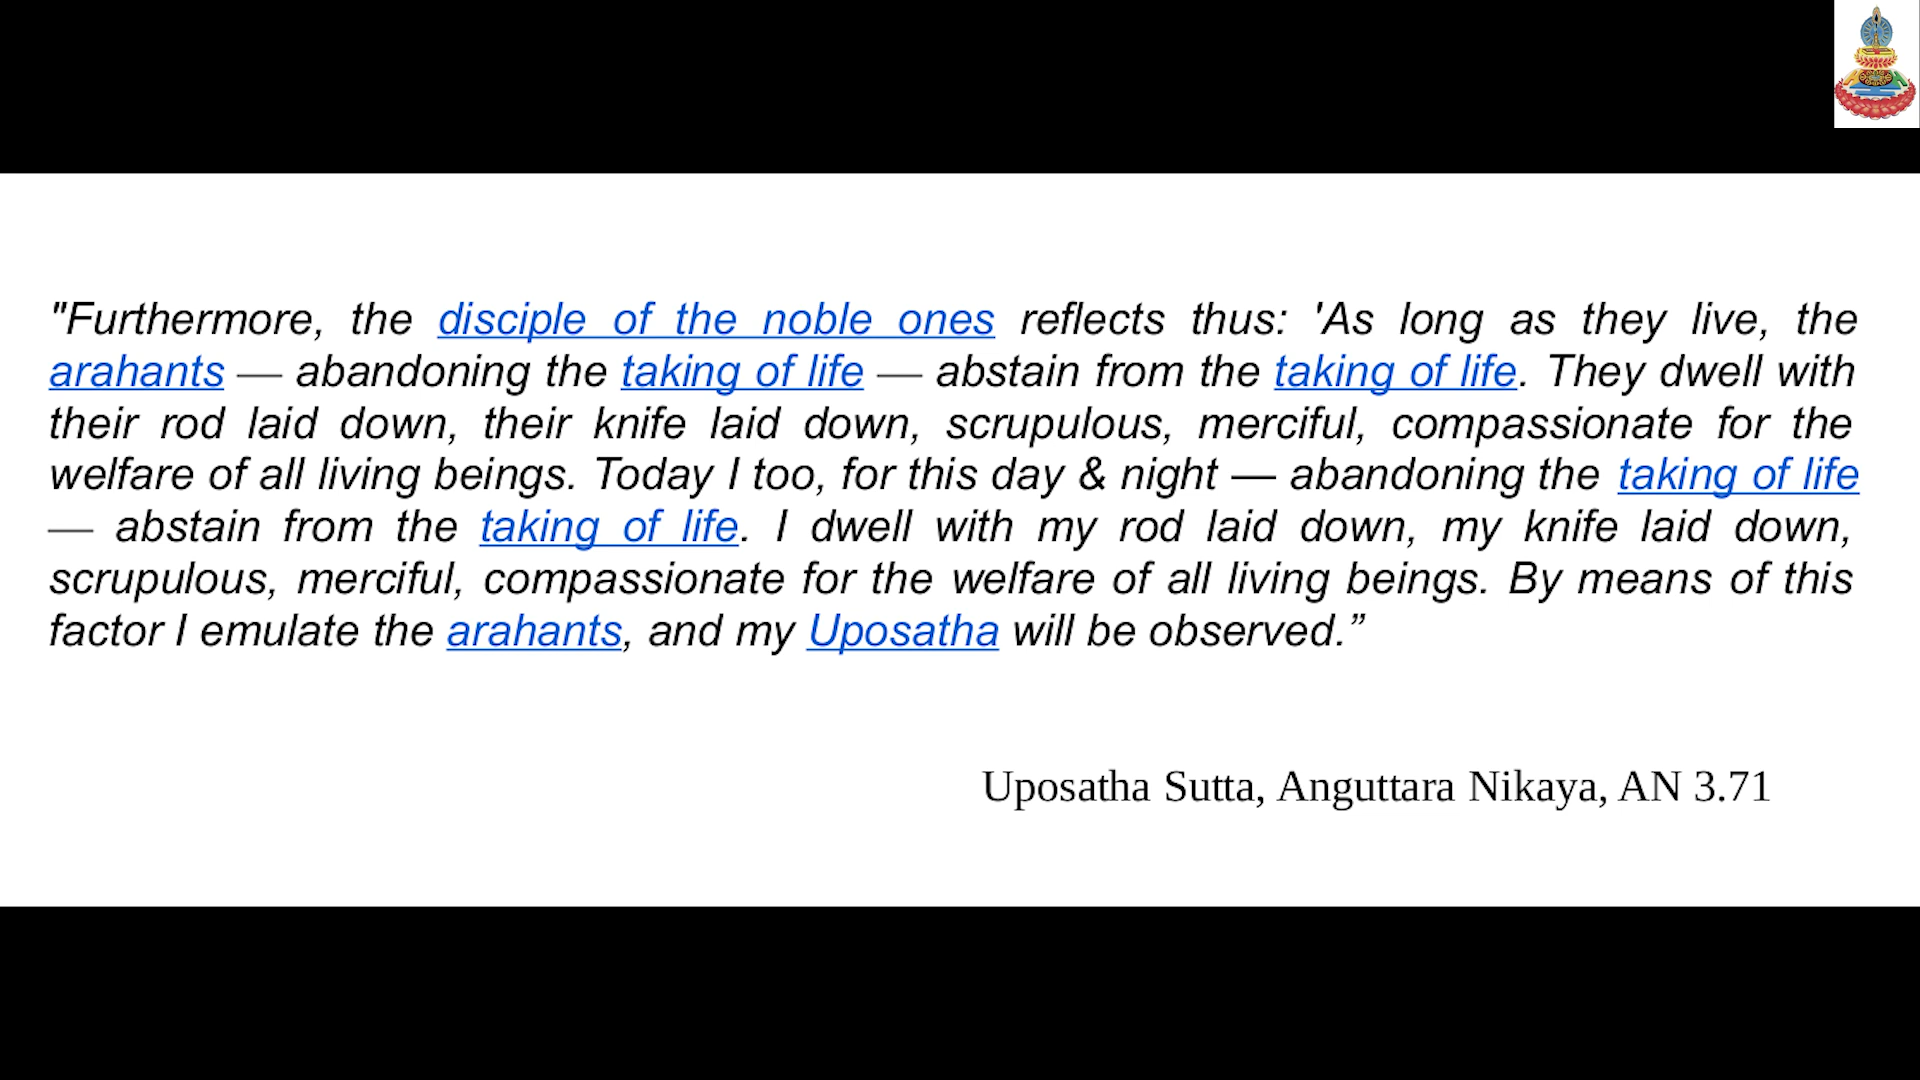 "Furthermore, the disciple of the noble ones reflects thus: 'As long as they live, the
arahants — abandoning the taking of life — abstain from the taking of life. They dwell with
their rod laid down, their knife laid down, scrupulous, merciful, compassionate for the
welfare of all living beings. Today I too, for this day & night — abandoning the taking of life
— abstain from the taking of life. I dwell with my rod laid down, my knife laid down,
scrupulous, merciful, compassionate for the welfare of all living beings. By means of this
factor I emulate the arahants, and my Uposatha will be observed.”
Uposatha Sutta, Anguttara Nikaya, AN 3.71